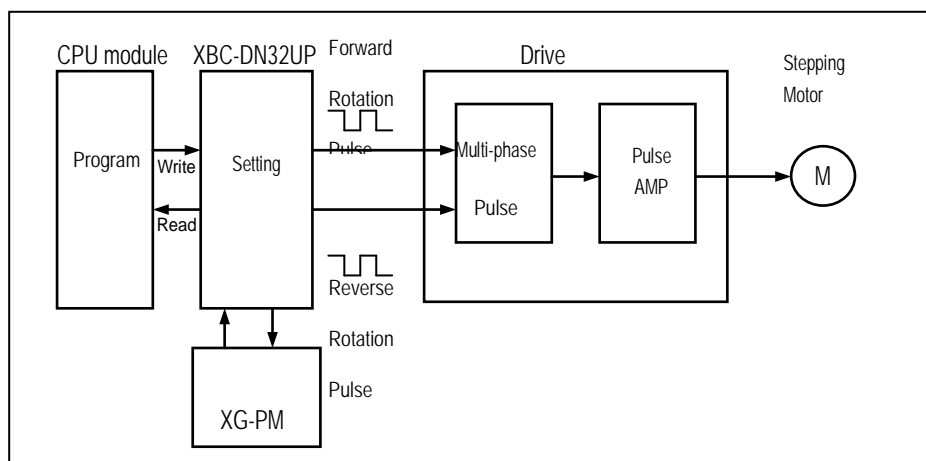 CPU module
XBC-DN32UP
Forward
Rotation
Pulse
Drive
Stepping
Motor
Program
Write
Read
Setting
Multi-phase
Pulse
Pulse
AMP
M
Reverse
Rotation
Pulse
XG-PM